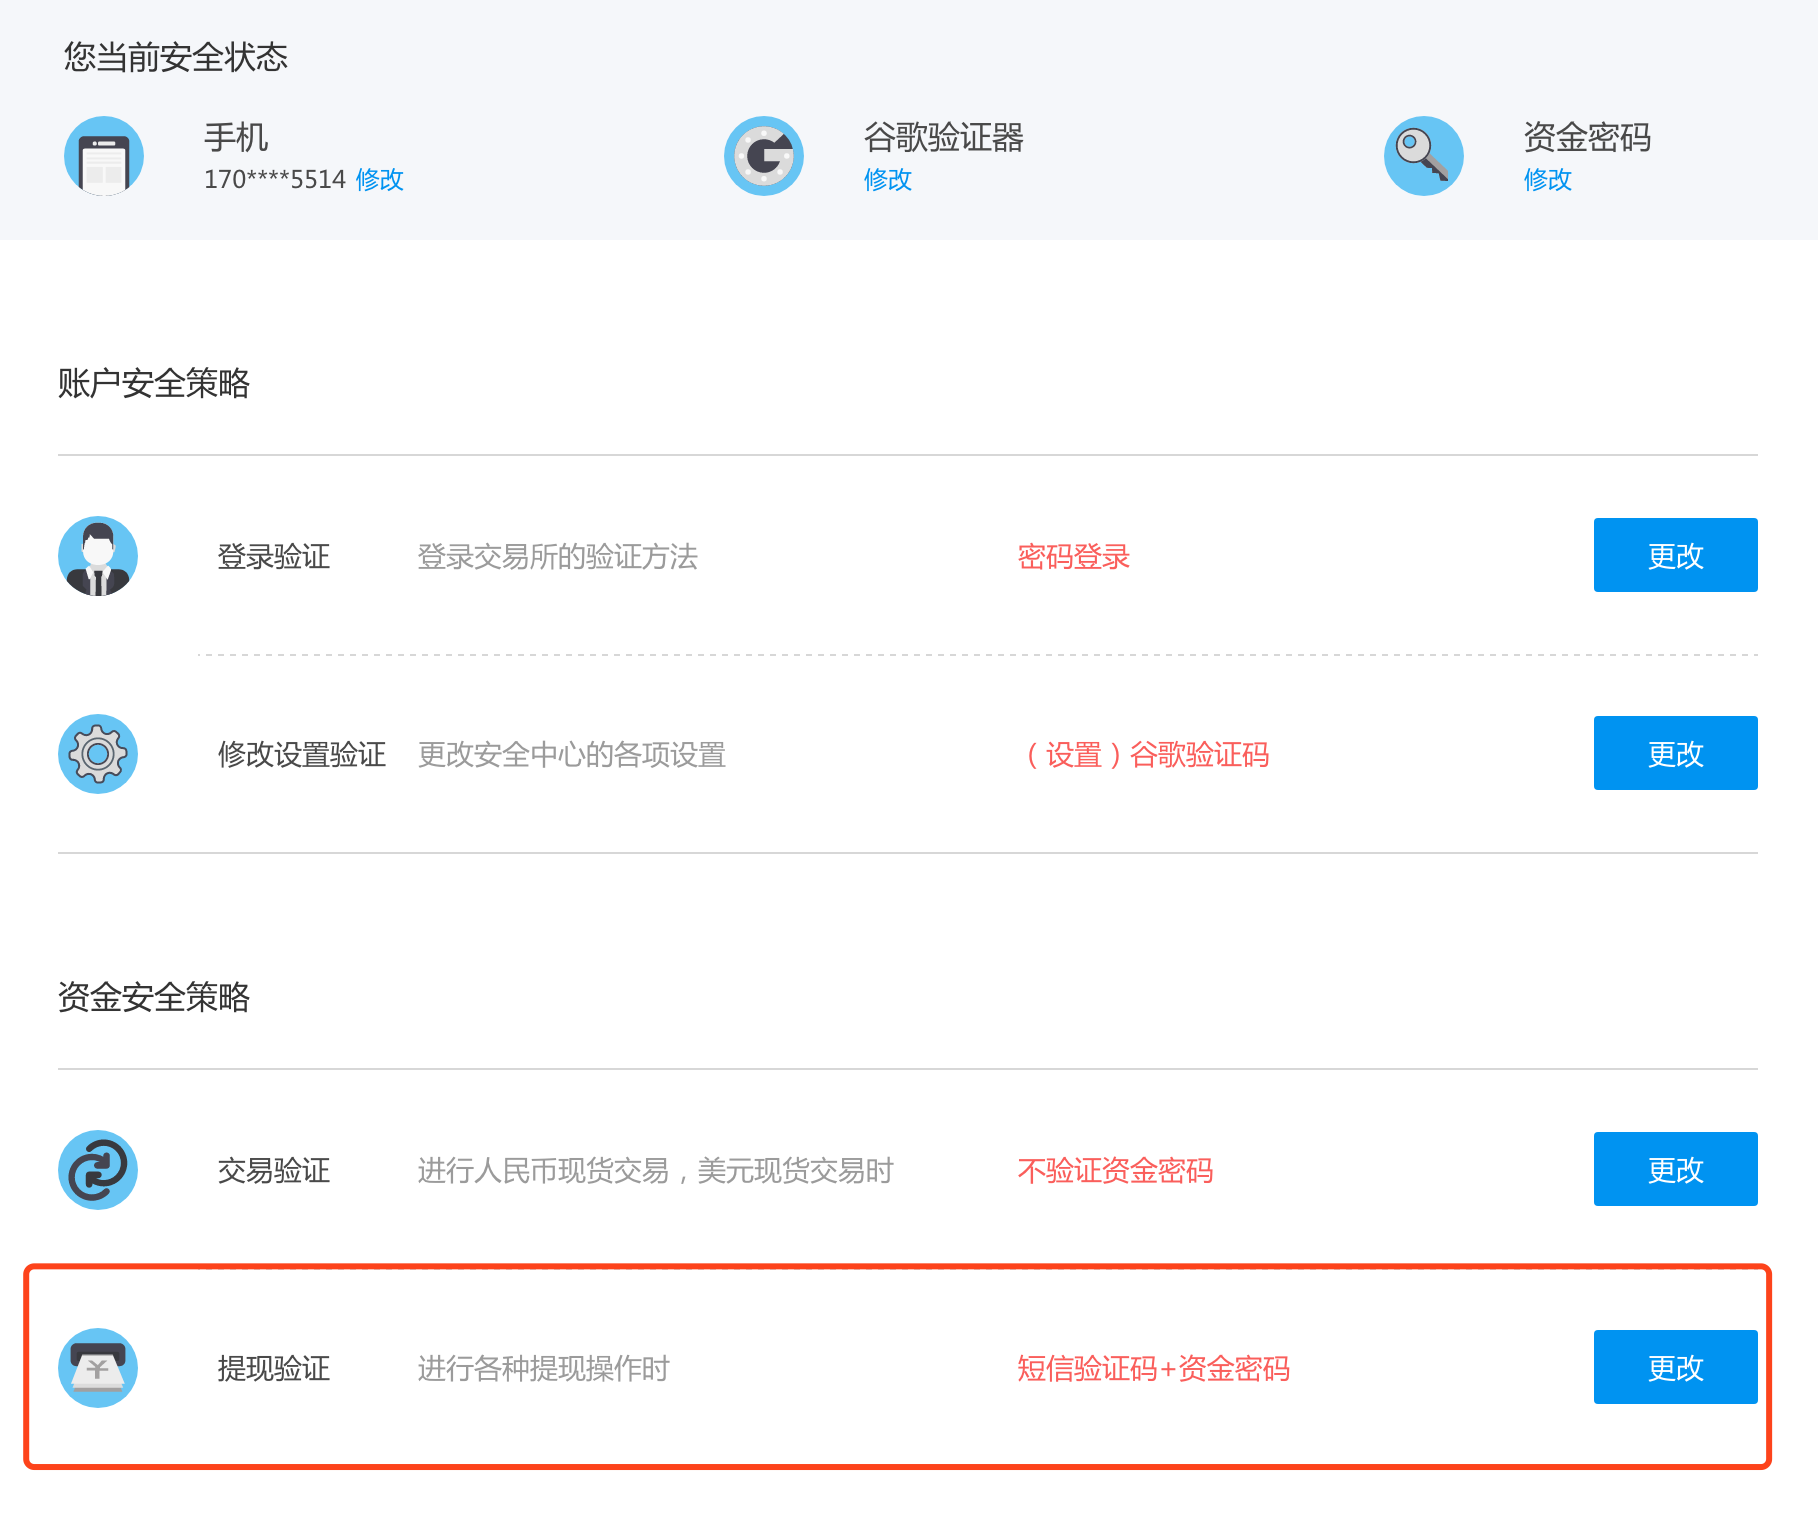 您当前安全状态
手机
170****5514 修改
谷歌验证器
修改
资金密码
修改
账户安全策略
登录验证 登录交易所的验证方法 密码登录 更改
修改设置验证 更改安全中心的各项设置 （设置）谷歌验证码 更改
资金安全策略
交易验证 进行人民币现货交易，美元现货交易时 不验证资金密码 更改
提现验证 进行各种提现操作时 短信验证码+资金密码 更改